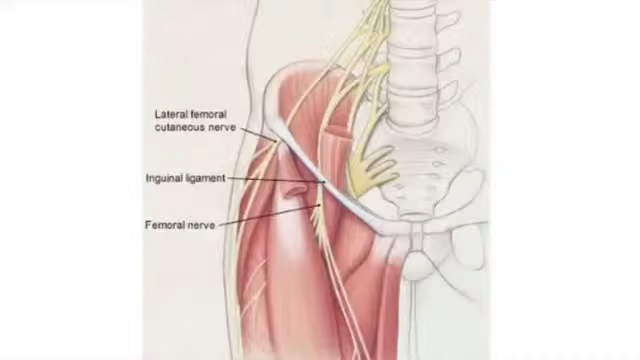 Lateral femoral
cutaneous nerve
Inguinal ligament
Femoral nerve